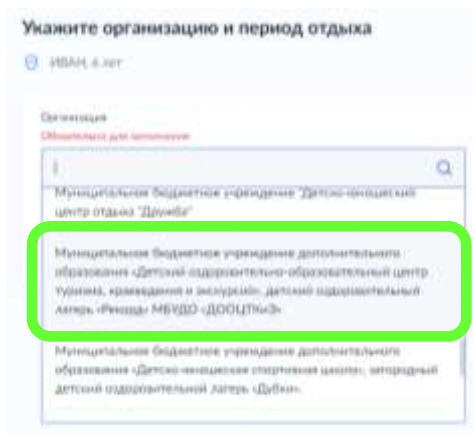 Укажите организацию и период отдыха
ИВАН, 6 лет
Организация
Обязательно для заполнения
Муниципальное бюджетное учреждение "Детско-юношеский
центр отдыха "Дружба"
Муниципальное бюджетное учреждение дополнительного
образования «Детский оздоровительно-образовательный центр
туризма, краеведения и экскурсий», детский оздоровительный
лагерь «Рекорд» МБУДО «ДООЦТКиЭ»
Муниципальное бюджетное учреждение дополнительного
образования «Детско-юношеская спортивная школа», загородный
детский оздоровительный лагерь «Дубки».